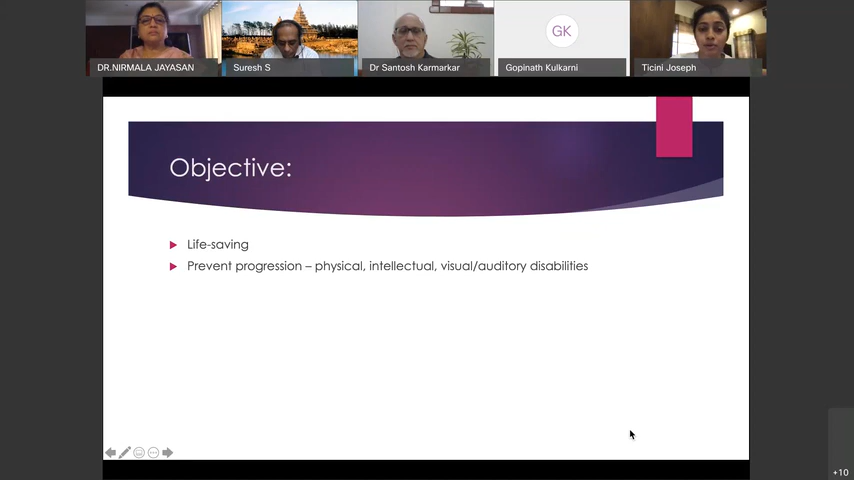 DR.NIRMALA JAYASAN
Suresh S
Dr Santosh Karmarkar
GK
Gopinath Kulkarni
Ticini Joseph
Objective:
Life-saving
Prevent progression – physical, intellectual, visual/auditory disabilities
+10